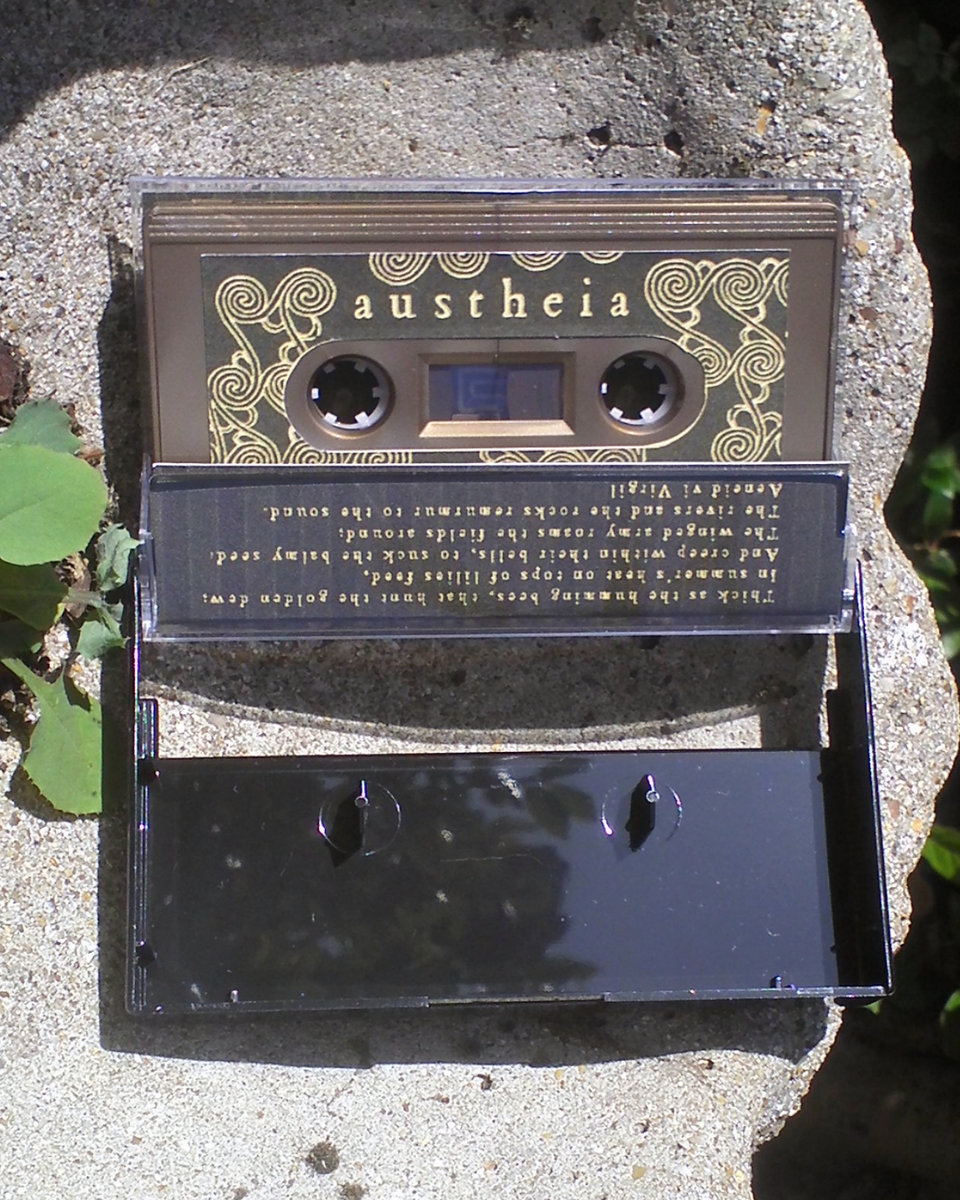 austheia
Thick as the humming bees, that hunt the golden dew;
In summer's heat on tops of lilies feed,
And creep within their bells, to suck the balmy seed:
The winged army roams the fields around;
The rivers and the rocks remurmur to the sound.
Aeneid vi Virgil